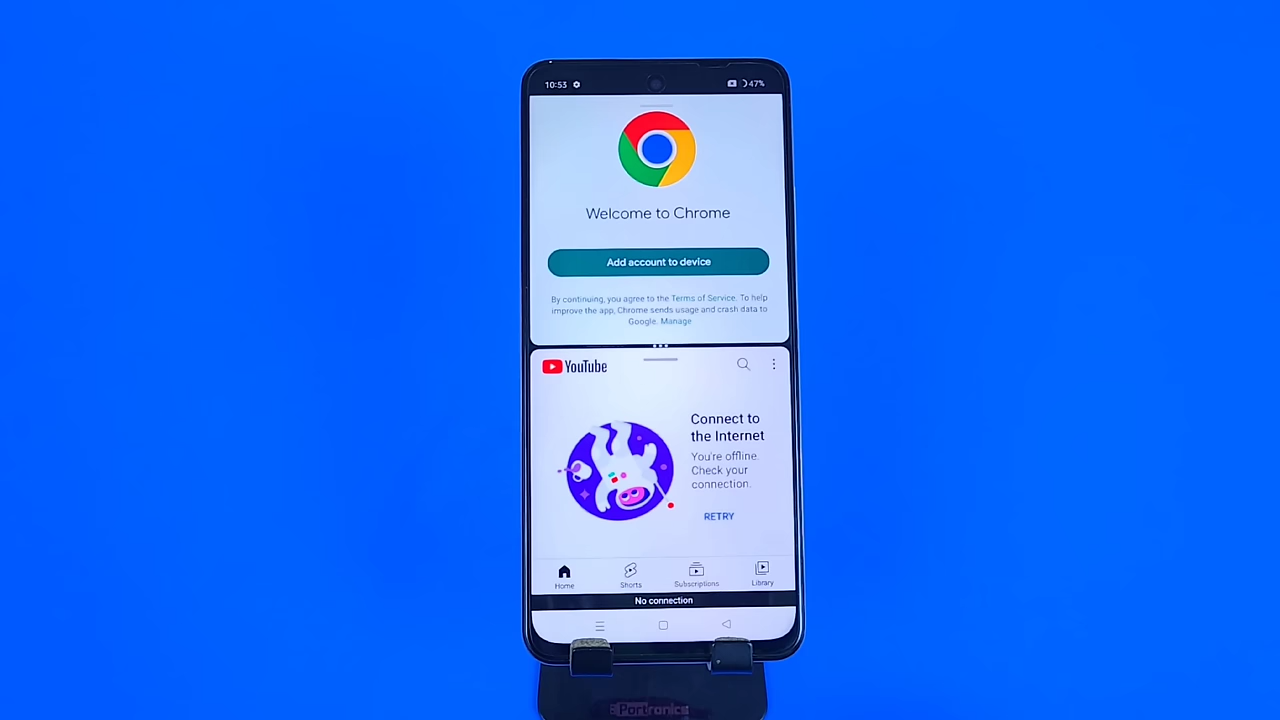 10:53
47%
Welcome to Chrome
Add account to device
By continuing, you agree to the Terms of Service. To help
improve the app, Chrome sends usage and crash data to
Google. Manage
YouTube
Connect to
the Internet
You're offline.
Check your
connection.
RETRY
Home
Shorts
Subscriptions
Library
No connection
Portronics